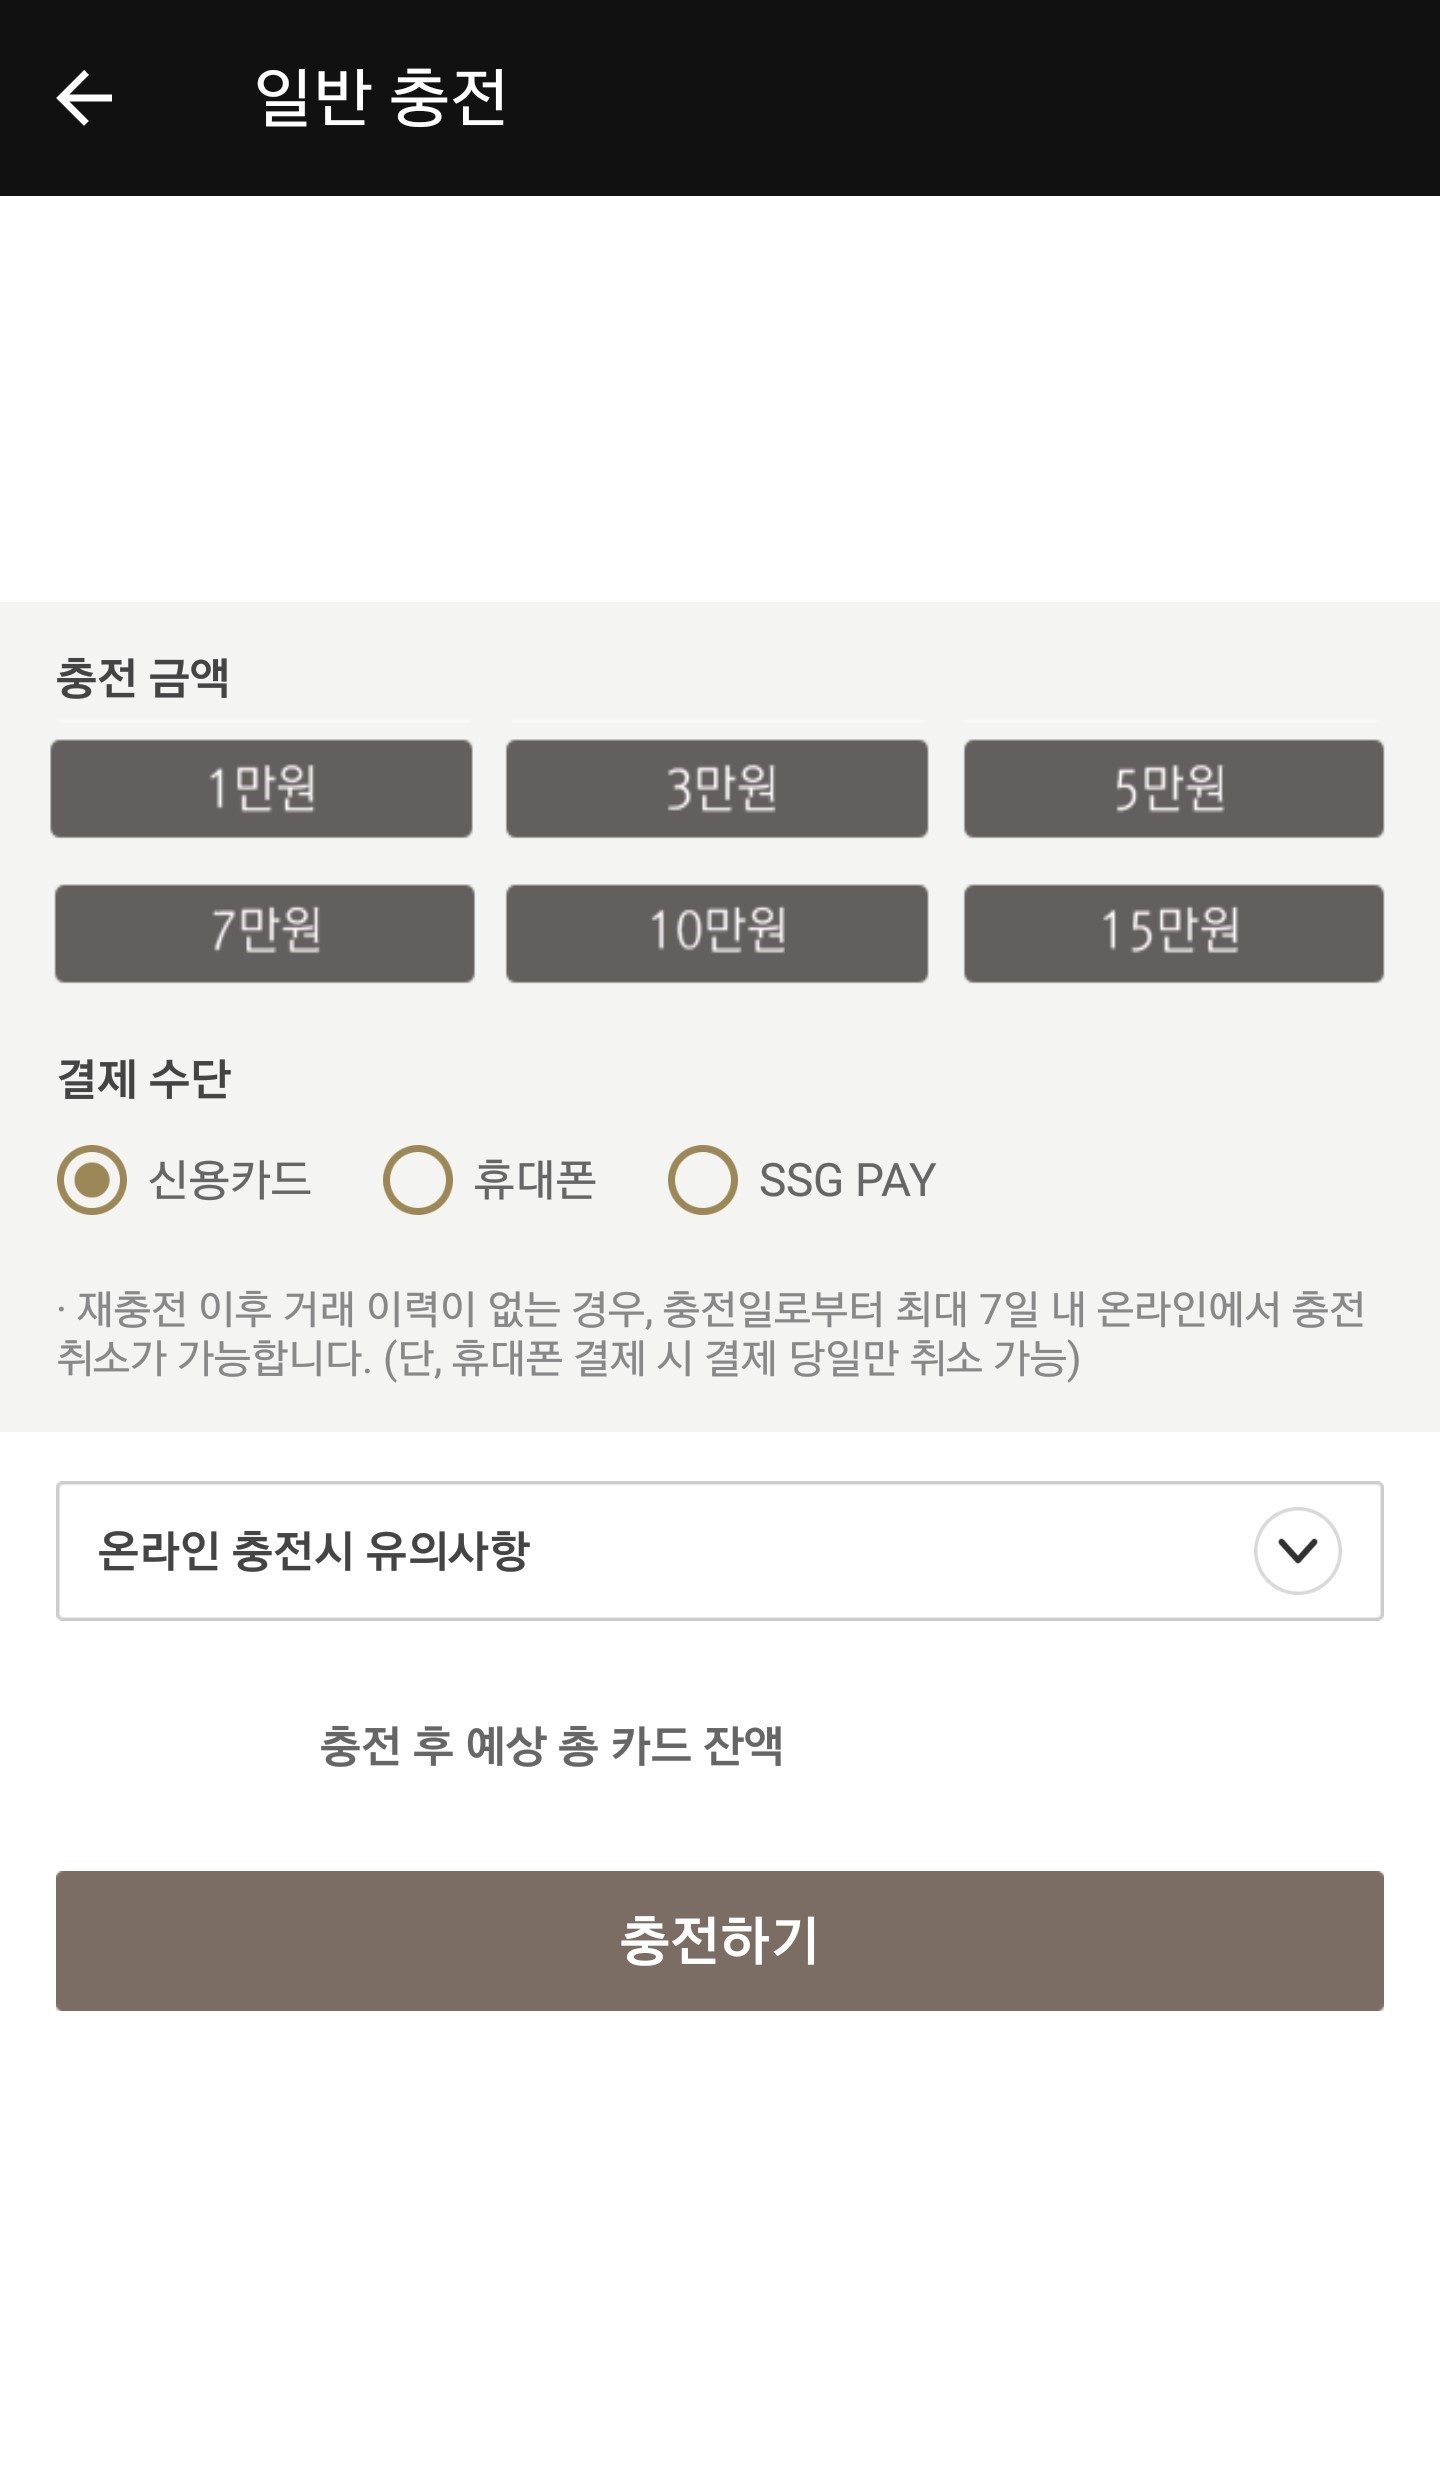 일반 충전
충전 금액
1만원 3만원 5만원
7만원 10만원 15만원
결제 수단
신용카드 휴대폰 SSG PAY
· 재충전 이후 거래 이력이 없는 경우, 충전일로부터 최대 7일 내 온라인에서 충전
취소가 가능합니다. (단, 휴대폰 결제 시 결제 당일만 취소 가능)
온라인 충전시 유의사항
충전 후 예상 총 카드 잔액
충전하기